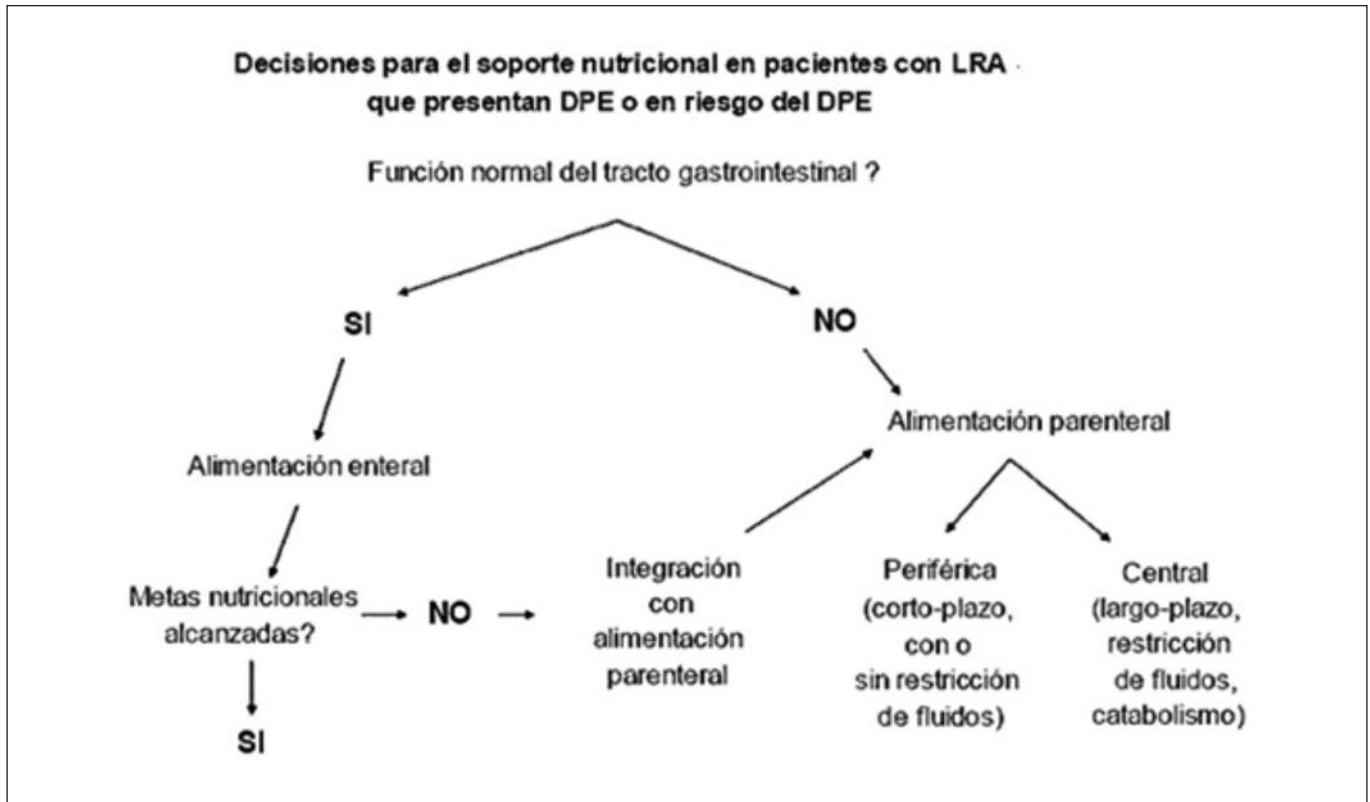 Decisiones para el soporte nutricional en pacientes con LRA
que presentan DPE o en riesgo del DPE
Función normal del tracto gastrointestinal ?
SI
NO
Alimentación parenteral
Alimentación enteral
Integración
con
alimentación
parenteral
Periférica
(corto-plazo,
con o
sin restricción
de fluidos)
Central
(largo-plazo,
restricción
de fluidos,
catabolismo)
Metas nutricionales
alcanzadas?
NO
SI